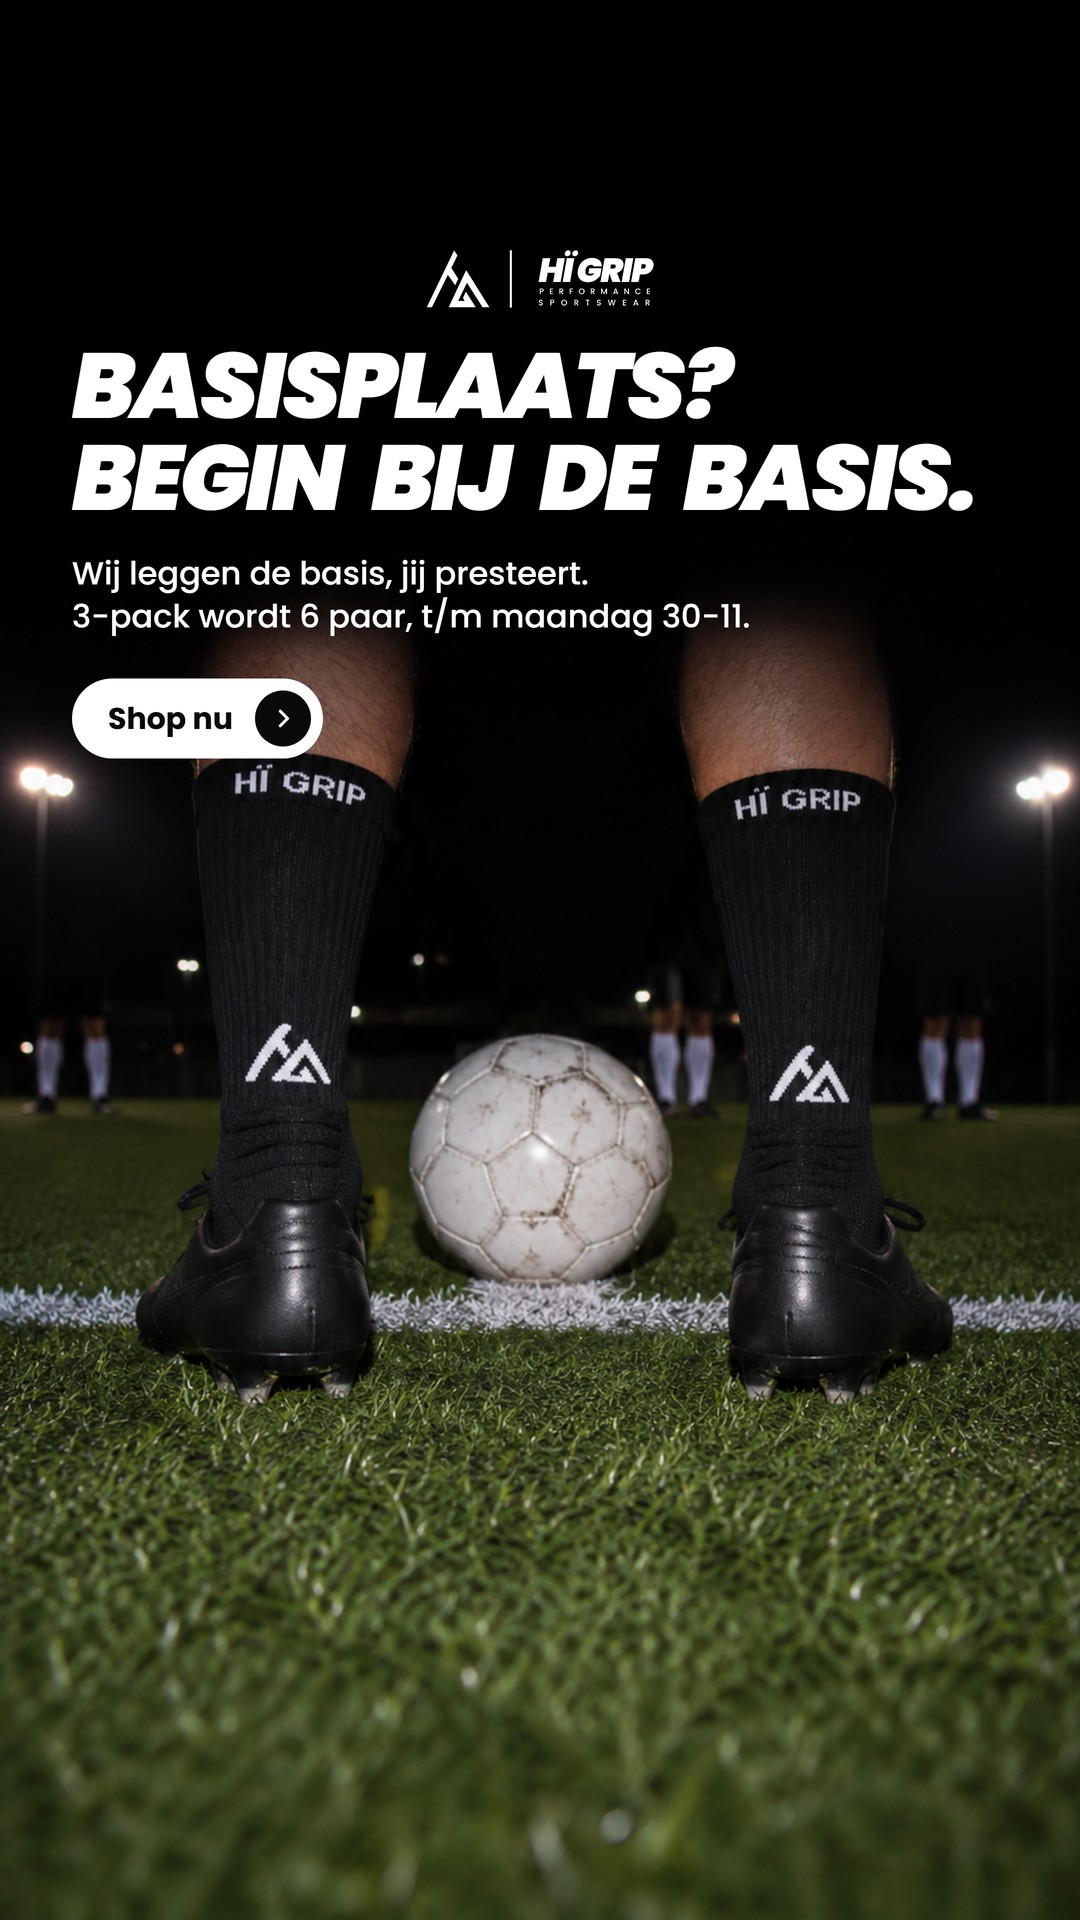 HÏ GRIP
PERFORMANCE
SPORTSWEAR
BASISPLAATS?
BEGIN BIJ DE BASIS.
Wij leggen de basis, jij presteert.
3-pack wordt 6 paar, t/m maandag 30-11.
Shop nu
HÏ GRIP
HÏ GRIP